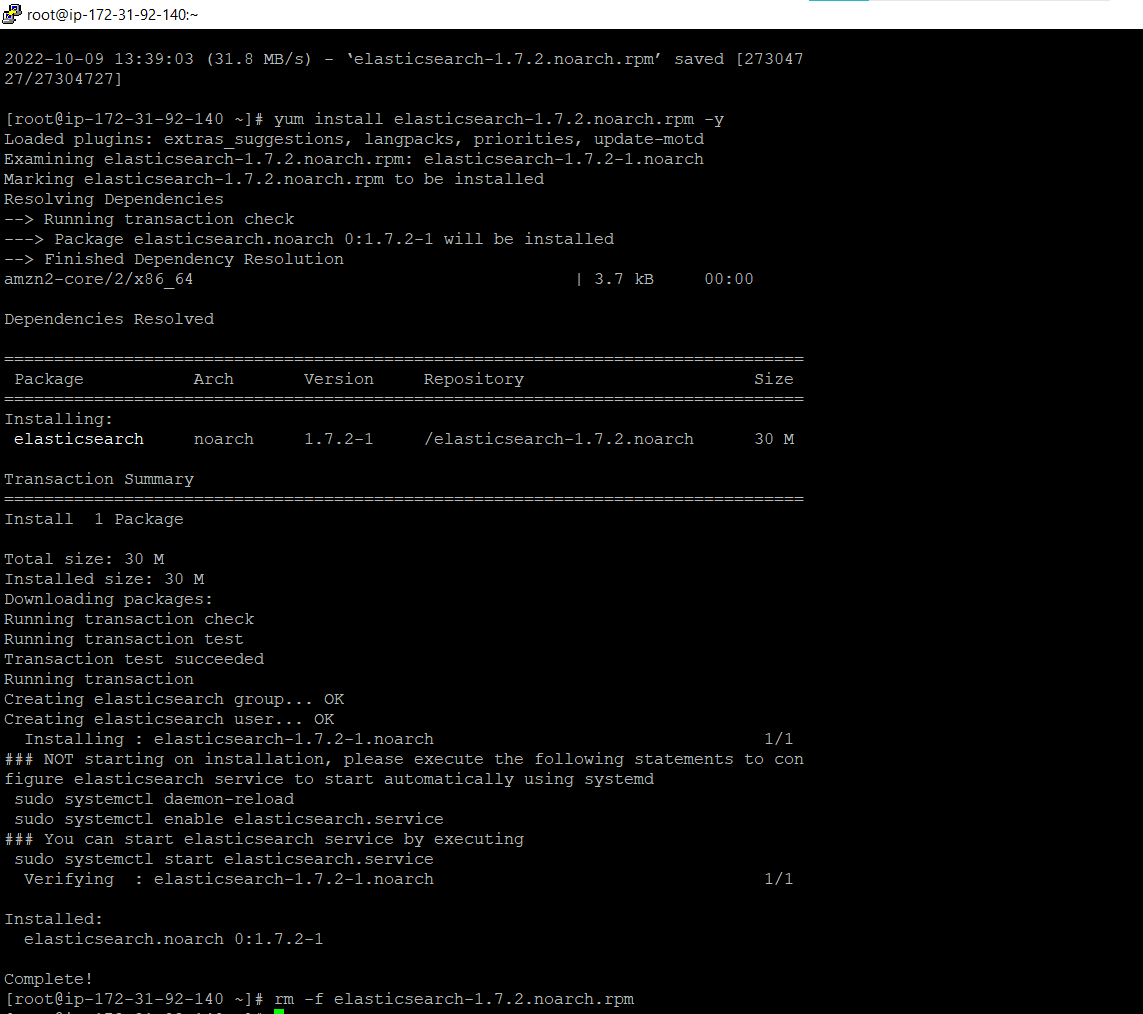 root@ip-172-31-92-140:~
2022-10-09 13:39:03 (31.8 MB/s) - ‘elasticsearch-1.7.2.noarch.rpm’ saved [273047
27/27304727]
[root@ip-172-31-92-140 ~]# yum install elasticsearch-1.7.2.noarch.rpm -y
Loaded plugins: extras_suggestions, langpacks, priorities, update-motd
Examining elasticsearch-1.7.2.noarch.rpm: elasticsearch-1.7.2-1.noarch
Marking elasticsearch-1.7.2.noarch.rpm to be installed
Resolving Dependencies
--> Running transaction check
---> Package elasticsearch.noarch 0:1.7.2-1 will be installed
--> Finished Dependency Resolution
amzn2-core/2/x86_64 | 3.7 kB 00:00
Dependencies Resolved
================================================================================
Package Arch Version Repository Size
================================================================================
Installing:
elasticsearch noarch 1.7.2-1 /elasticsearch-1.7.2.noarch 30 M
Transaction Summary
================================================================================
Install 1 Package
Total size: 30 M
Installed size: 30 M
Downloading packages:
Running transaction check
Running transaction test
Transaction test succeeded
Running transaction
Creating elasticsearch group... OK
Creating elasticsearch user... OK
Installing : elasticsearch-1.7.2-1.noarch 1/1
### NOT starting on installation, please execute the following statements to con
figure elasticsearch service to start automatically using systemd
sudo systemctl daemon-reload
sudo systemctl enable elasticsearch.service
### You can start elasticsearch service by executing
sudo systemctl start elasticsearch.service
Verifying : elasticsearch-1.7.2-1.noarch 1/1
Installed:
elasticsearch.noarch 0:1.7.2-1
Complete!
[root@ip-172-31-92-140 ~]# rm -f elasticsearch-1.7.2.noarch.rpm